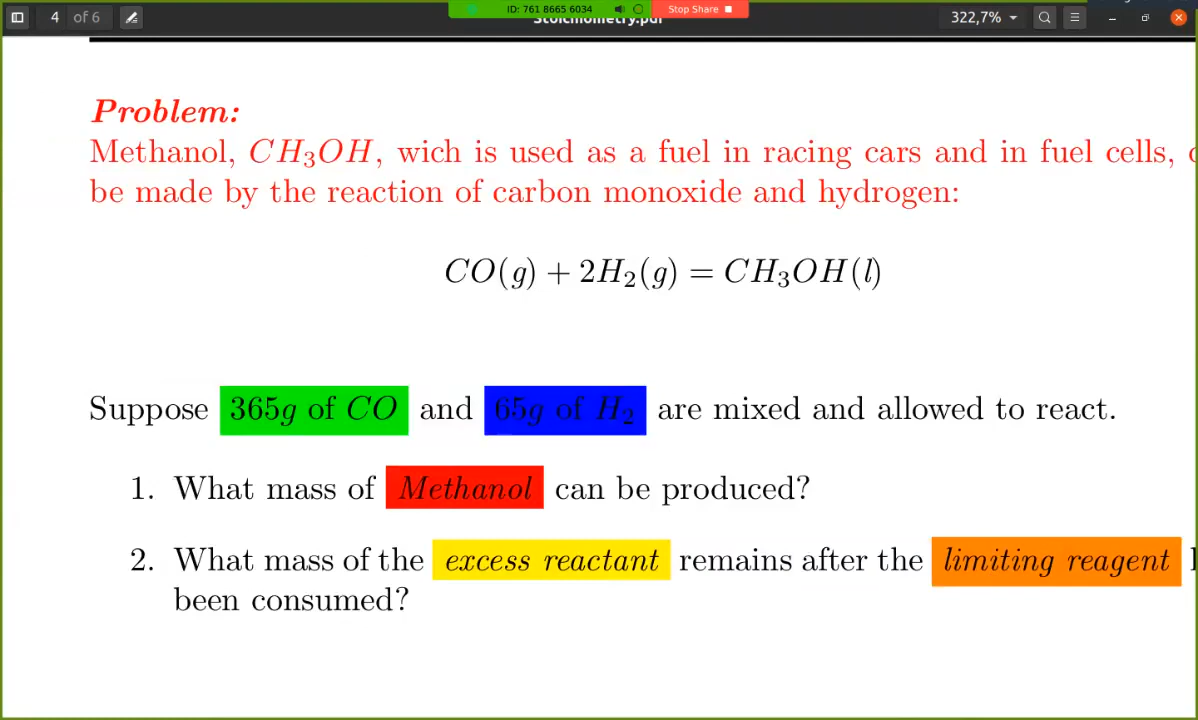 4 of 6
ID: 761 8665 6034
Stop Share
Stoichiometry.pdf
322,7%
Problem:
Methanol, CH₃OH, wich is used as a fuel in racing cars and in fuel cells,
be made by the reaction of carbon monoxide and hydrogen:
CO(g) + 2H₂(g) = CH₃OH(l)
Suppose 365g of CO and 65g of H₂ are mixed and allowed to react.
1. What mass of Methanol can be produced?
2. What mass of the excess reactant remains after the limiting reagent
been consumed?